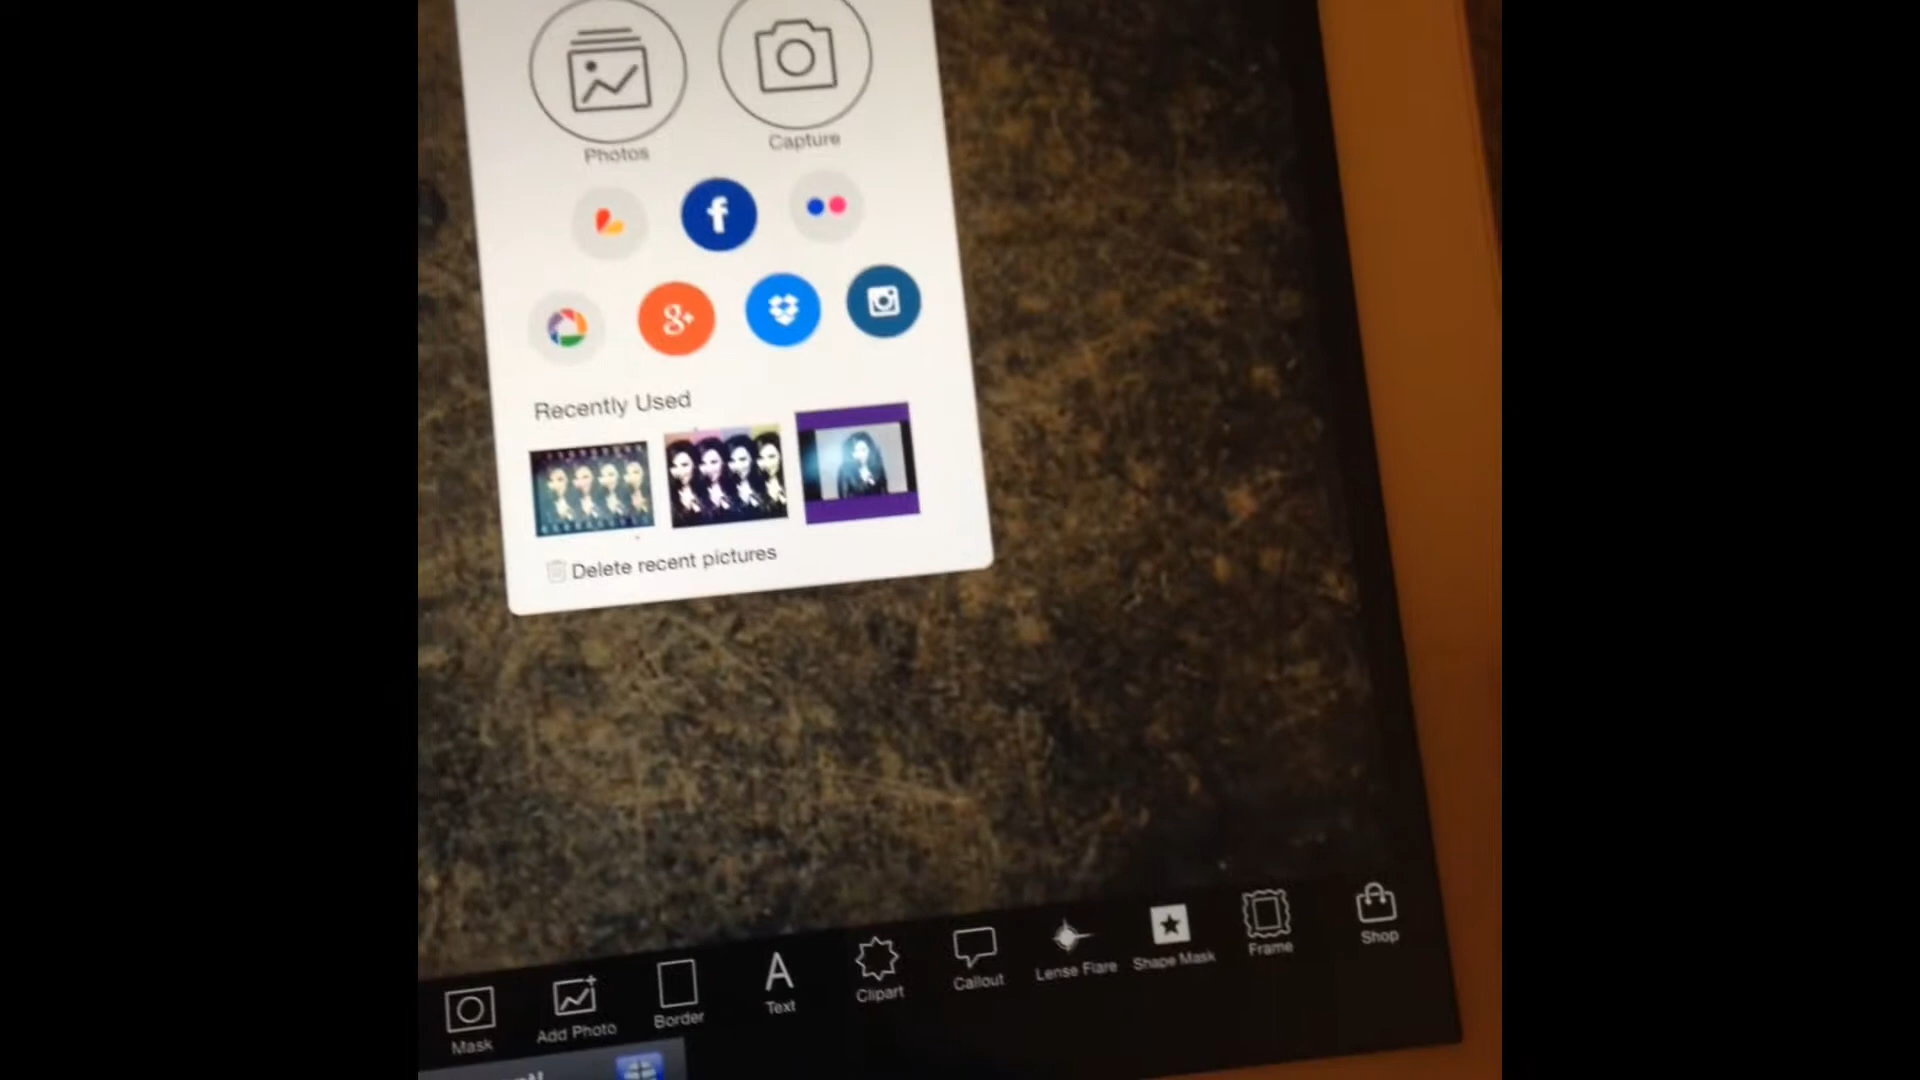 Photos
Capture
f
8+
Recently Used
Delete recent pictures
Mask
Add Photo
Border
A
Text
Clipart
Callout
Lense Flare
Shape Mask
Frame
Shop